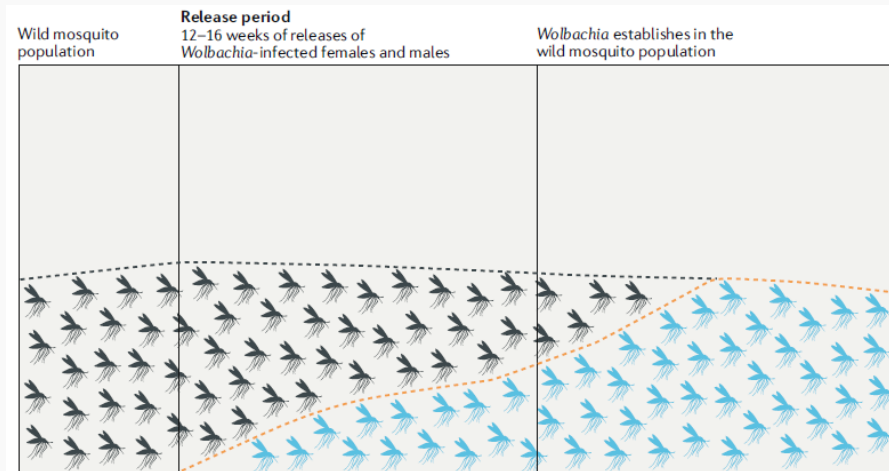 Wild mosquito
population
Release period
12–16 weeks of releases of
Wolbachia-infected females and males
Wolbachia establishes in the
wild mosquito population